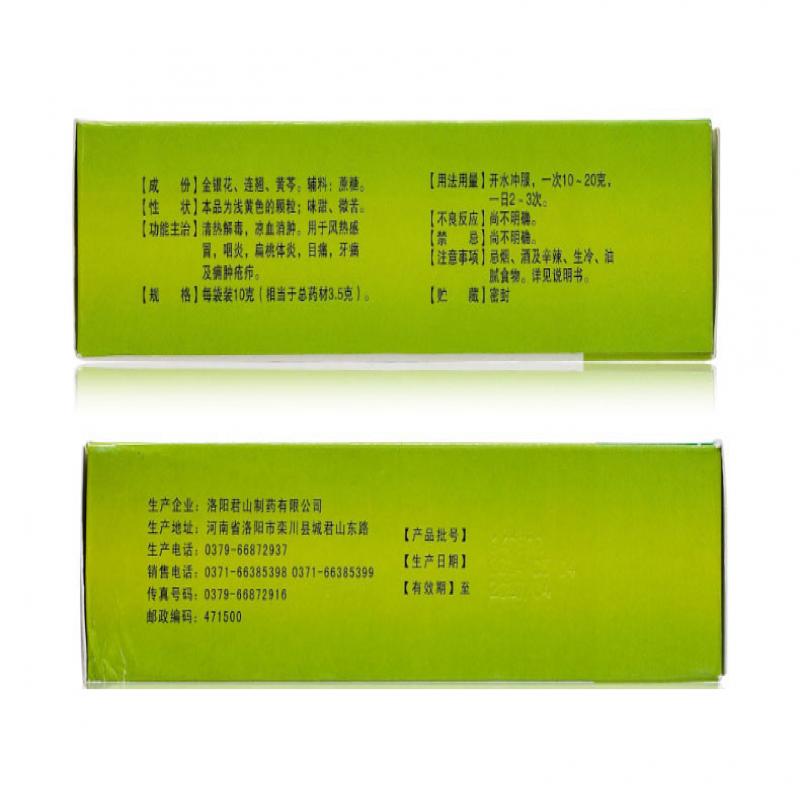 【成　份】金银花、连翘、黄芩。辅料：蔗糖。
【性　状】本品为浅黄色的颗粒；味甜、微苦。
【功能主治】清热解毒，凉血消肿。用于风热感
冒，咽炎，扁桃体炎，目痛，牙痛
及痈肿疮疖。
【规　格】每袋装10克（相当于总药材3.5克）。
【用法用量】开水冲服，一次10～20克，
一日2～3次。
【不良反应】尚不明确。
【禁　忌】尚不明确。
【注意事项】忌烟、酒及辛辣、生冷、油
腻食物。详见说明书。
【贮　藏】密封
生产企业：洛阳君山制药有限公司
生产地址：河南省洛阳市栾川县城君山东路
生产电话：0379-66872937
销售电话：0371-66385398 0371-66385399
传真号码：0379-66872916
邮政编码：471500
【产品批号】
【生产日期】
【有效期】至